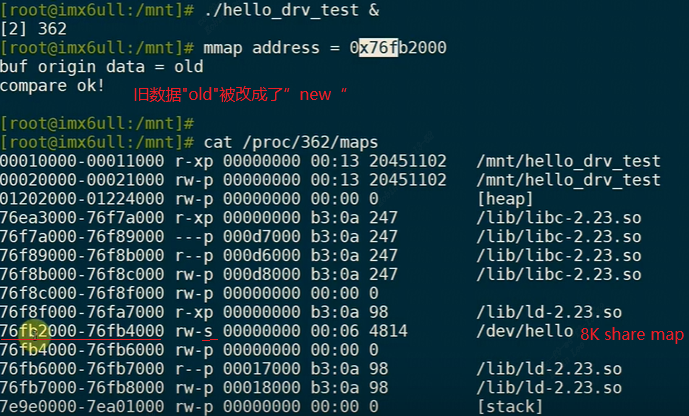 [root@imx6ull:/mnt]# ./hello_drv_test &
[2] 362
[root@imx6ull:/mnt]# mmap address = 0x76fb2000
buf origin data = old
compare ok!
旧数据"old"被改成了”new“
[root@imx6ull:/mnt]#
[root@imx6ull:/mnt]# cat /proc/362/maps
00010000-00011000 r-xp 00000000 00:13 20451102 /mnt/hello_drv_test
00020000-00021000 rw-p 00000000 00:13 20451102 /mnt/hello_drv_test
01202000-01224000 rw-p 00000000 00:00 0 [heap]
76ea3000-76f7a000 r-xp 00000000 b3:0a 247 /lib/libc-2.23.so
76f7a000-76f89000 ---p 000d7000 b3:0a 247 /lib/libc-2.23.so
76f89000-76f8b000 r--p 000d6000 b3:0a 247 /lib/libc-2.23.so
76f8b000-76f8c000 rw-p 000d8000 b3:0a 247 /lib/libc-2.23.so
76f8c000-76f8f000 rw-p 00000000 00:00 0
76f8f000-76fa7000 r-xp 00000000 b3:0a 98 /lib/ld-2.23.so
76fb2000-76fb4000 rw-s 00000000 00:06 4814 /dev/hello 8K share map
76fb4000-76fb6000 rw-p 00000000 00:00 0
76fb6000-76fb7000 r--p 00017000 b3:0a 98 /lib/ld-2.23.so
76fb7000-76fb8000 rw-p 00018000 b3:0a 98 /lib/ld-2.23.so
7e9e0000-7ea01000 rw-p 00000000 00:00 0 [stack]